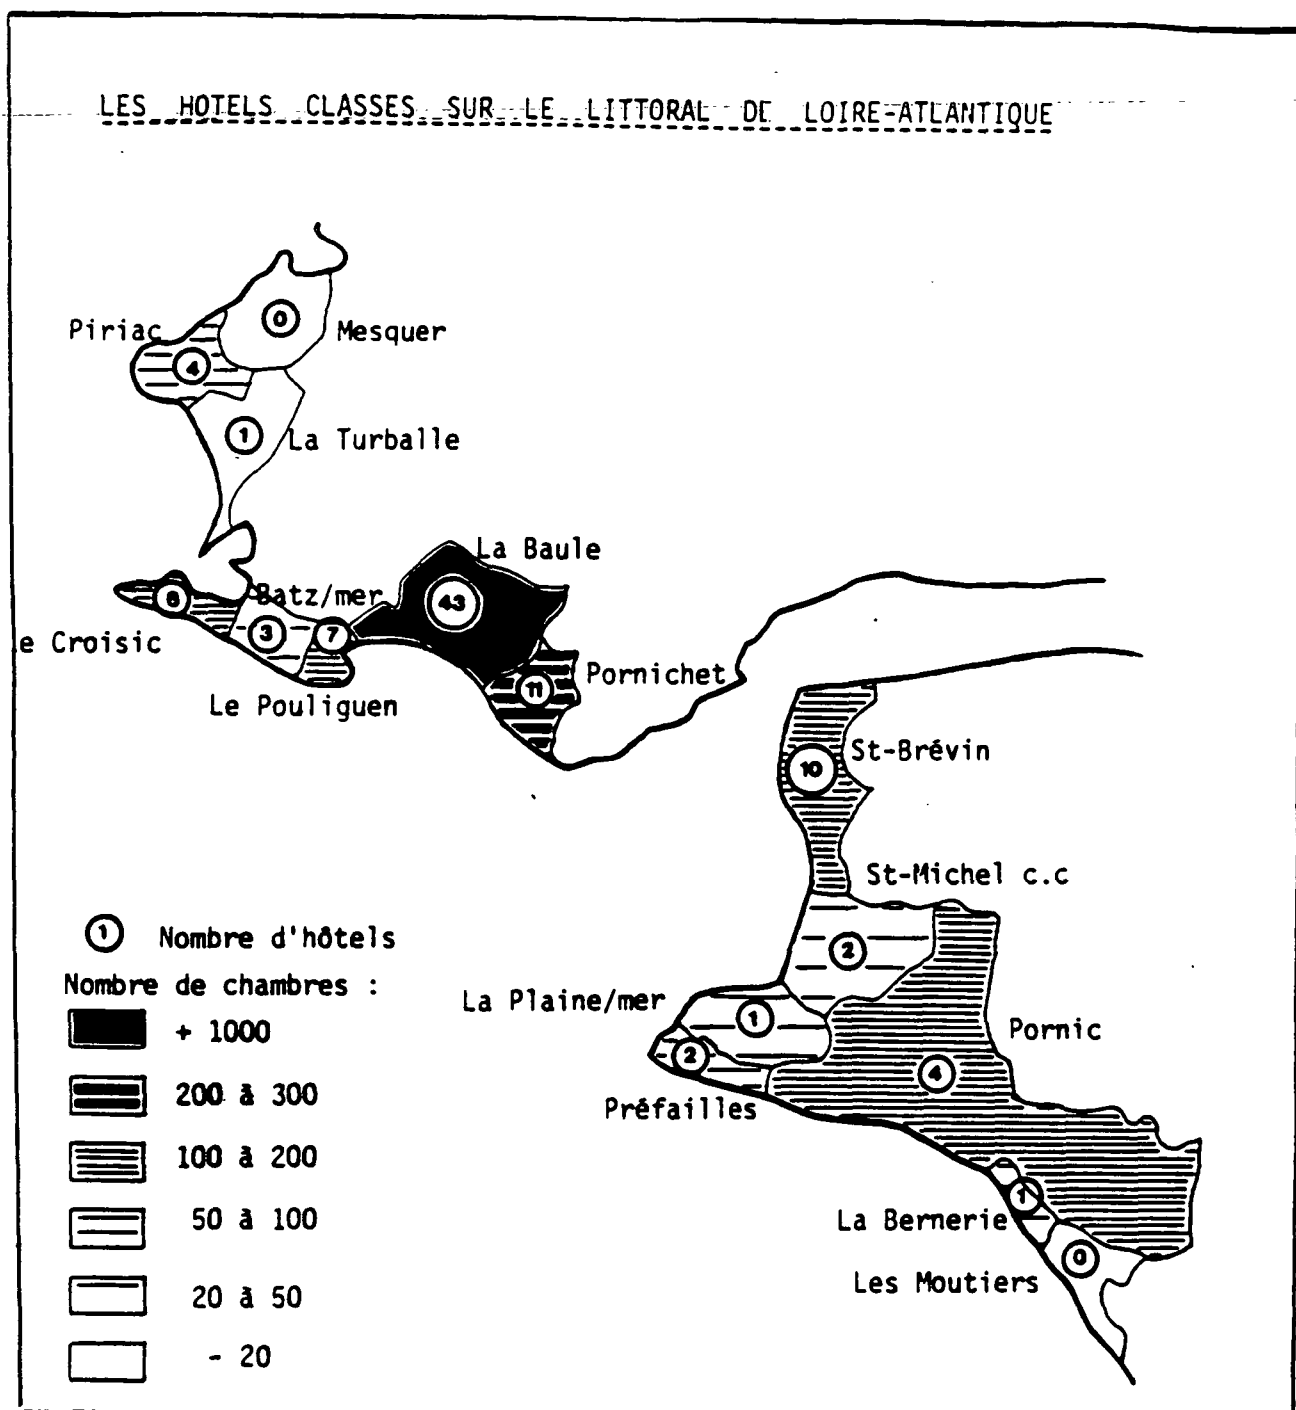 LES HOTELS CLASSES SUR LE LITTORAL DE LOIRE-ATLANTIQUE
0
Piriac
Mesquer
4
1
La Turballe
La Baule
Batz/mer
43
3
7
e Croisic
Pornichet
11
Le Pouliguen
St-Brévin
10
St-Michel c.c
1 Nombre d'hôtels
2
Nombre de chambres :
La Plaine/mer
1
+ 1000
Pornic
2
4
200 à 300
Préfailles
100 à 200
1
La Bernerie
50 à 100
0
Les Moutiers
20 à 50
- 20